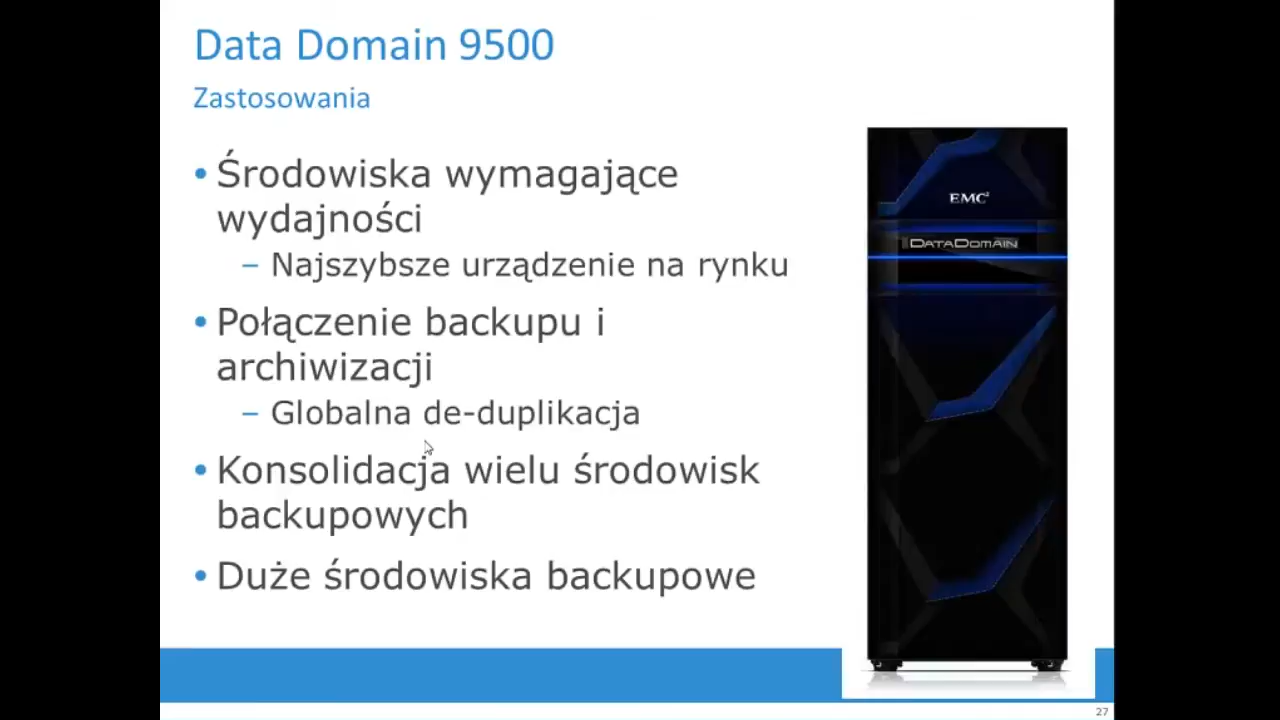 Data Domain 9500
Zastosowania
• Środowiska wymagające
wydajności
– Najszybsze urządzenie na rynku
• Połączenie backupu i
archiwizacji
– Globalna de-duplikacja
• Konsolidacja wielu środowisk
backupowych
• Duże środowiska backupowe
EMC²
DATADOMAIN
27